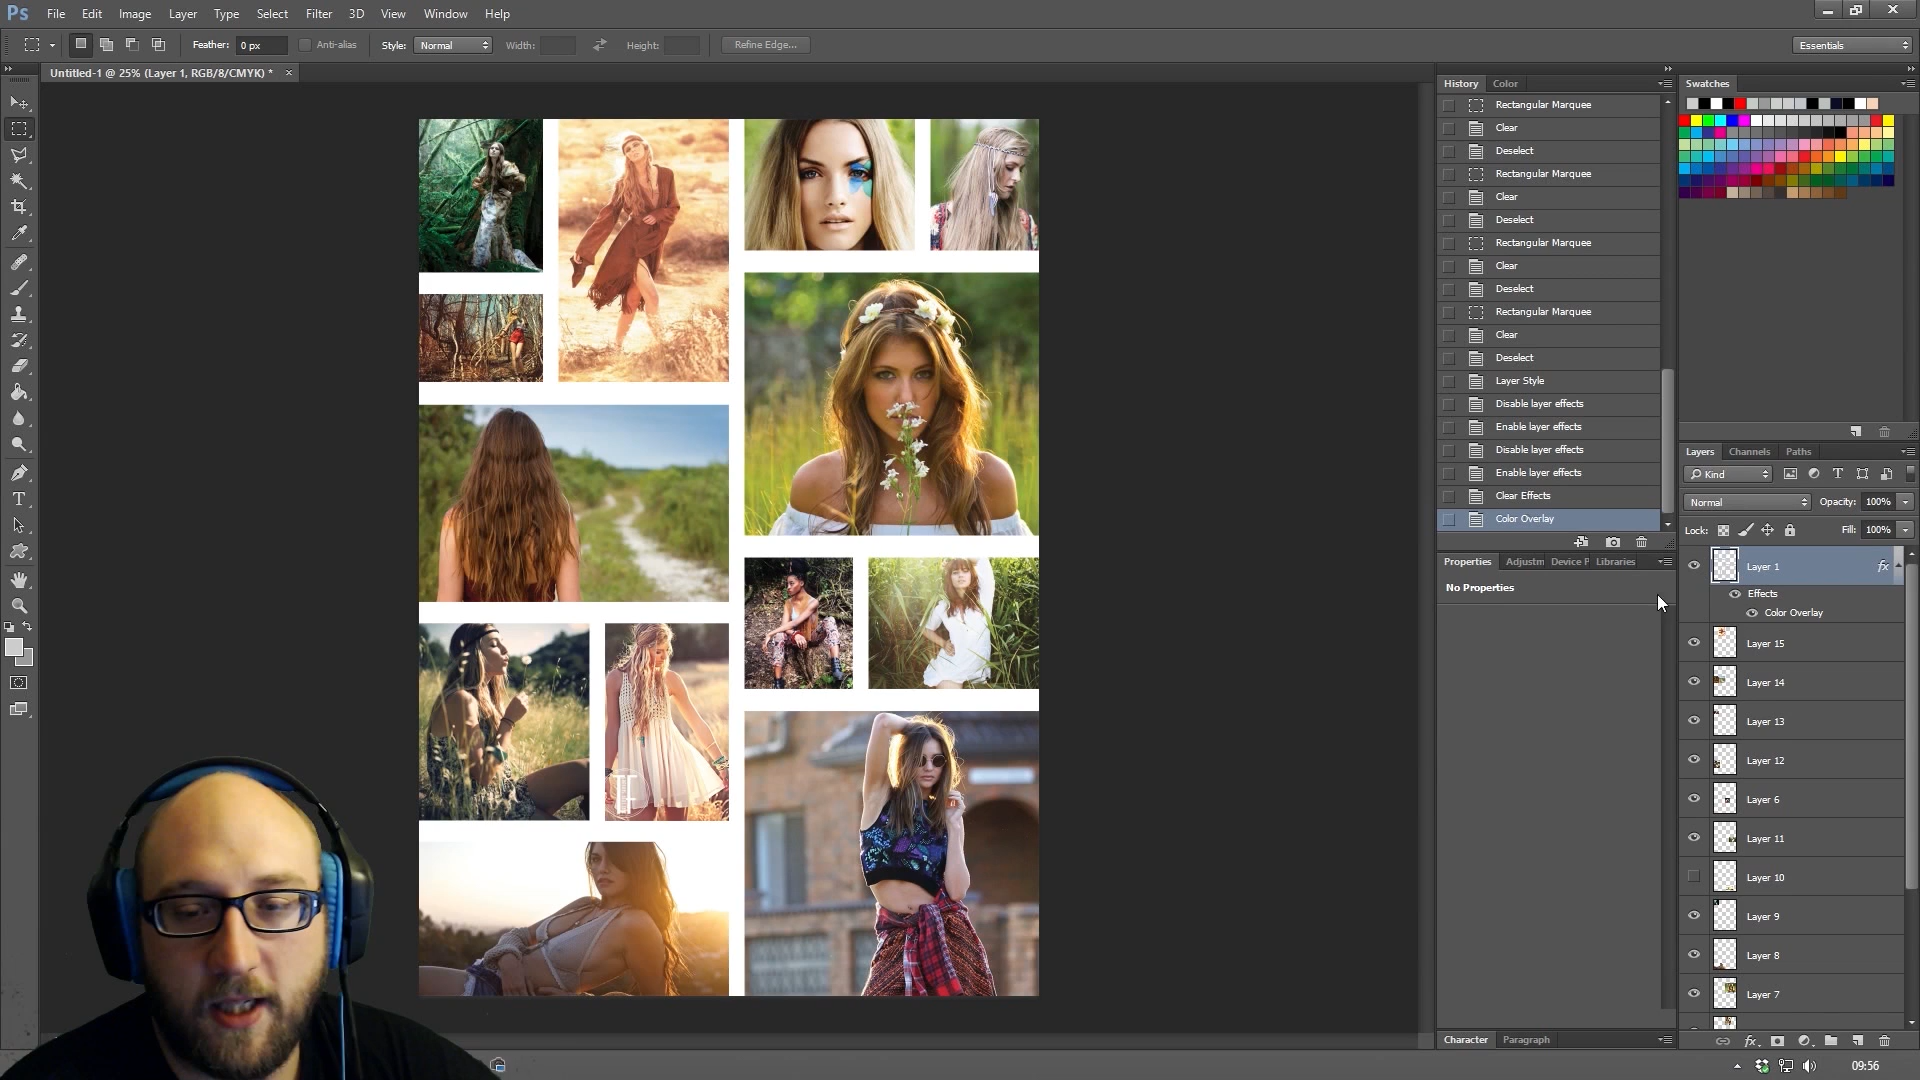 Ps File Edit Image Layer Type Select Filter 3D View Window Help
Feather: 0 px Anti-alias Style: Normal Width: Height: Refine Edge... Essentials
Untitled-1 @ 25% (Layer 1, RGB/8/CMYK) * ×
History Color
Rectangular Marquee
Clear
Deselect
Rectangular Marquee
Clear
Deselect
Rectangular Marquee
Clear
Deselect
Rectangular Marquee
Clear
Deselect
Layer Style
Disable layer effects
Enable layer effects
Disable layer effects
Enable layer effects
Clear Effects
Color Overlay
Properties Adjustm Device P Libraries
No Properties
Character Paragraph
Swatches
Layers Channels Paths
Kind
Normal Opacity: 100%
Lock: Fill: 100%
Layer 1 fx
Effects
Color Overlay
Layer 15
Layer 14
Layer 13
Layer 12
Layer 6
Layer 11
Layer 10
Layer 9
Layer 8
Layer 7
fx
09:56